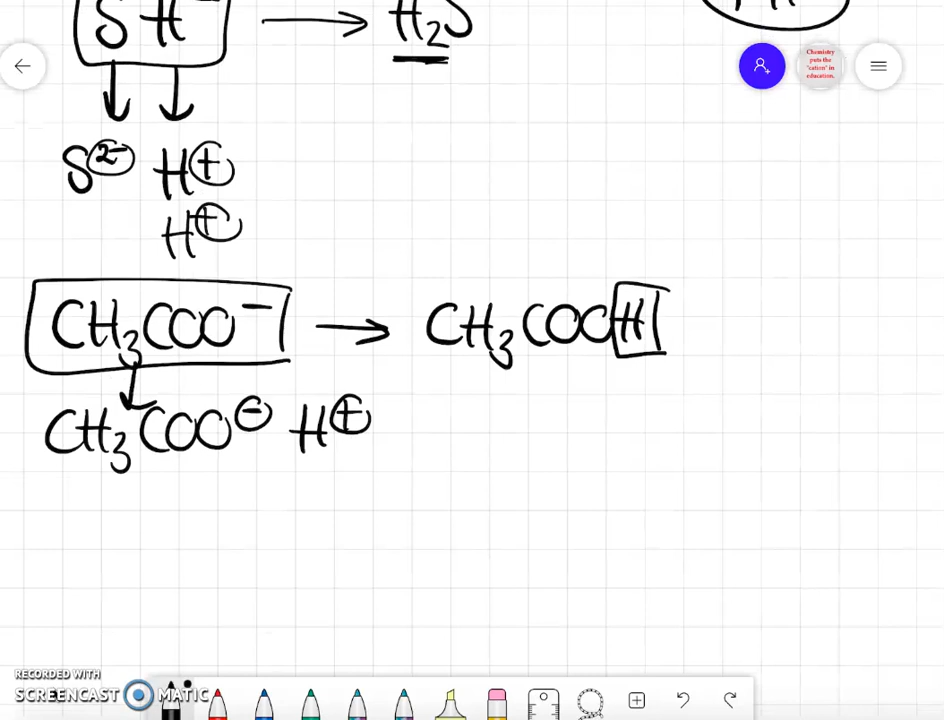 SH⁻ → H₂S
Chemistry
puts the
"cation" in
education.
S²⁻ H⁺
H⁺
CH₃COO⁻ → CH₃COOH
CH₃COO⁻ H⁺
RECORDED WITH
SCREENCAST MATIC